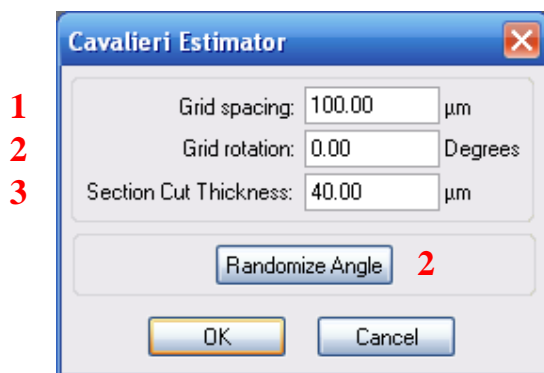 Cavalieri Estimator
1 Grid spacing: 100.00 µm
2 Grid rotation: 0.00 Degrees
3 Section Cut Thickness: 40.00 µm
Randomize Angle 2
OK Cancel